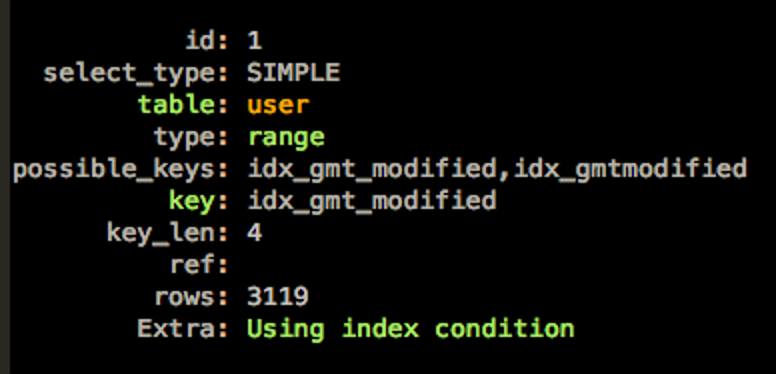 id: 1
select_type: SIMPLE
table: user
type: range
possible_keys: idx_gmt_modified,idx_gmtmodified
key: idx_gmt_modified
key_len: 4
ref:
rows: 3119
Extra: Using index condition